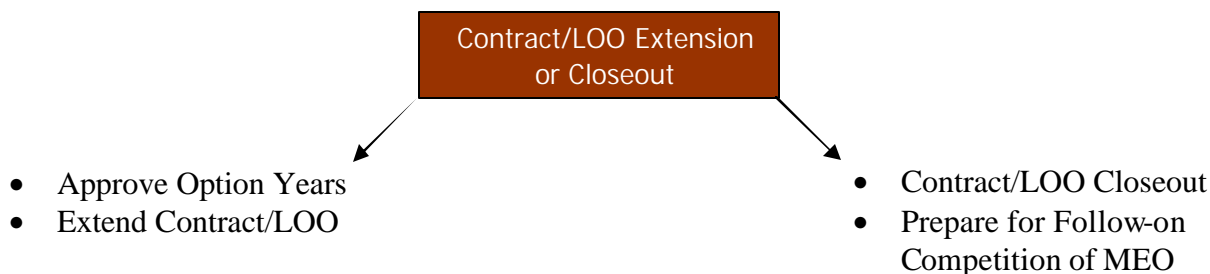 Contract/LOO Extension
or Closeout
• Approve Option Years
• Extend Contract/LOO
• Contract/LOO Closeout
• Prepare for Follow-on
Competition of MEO